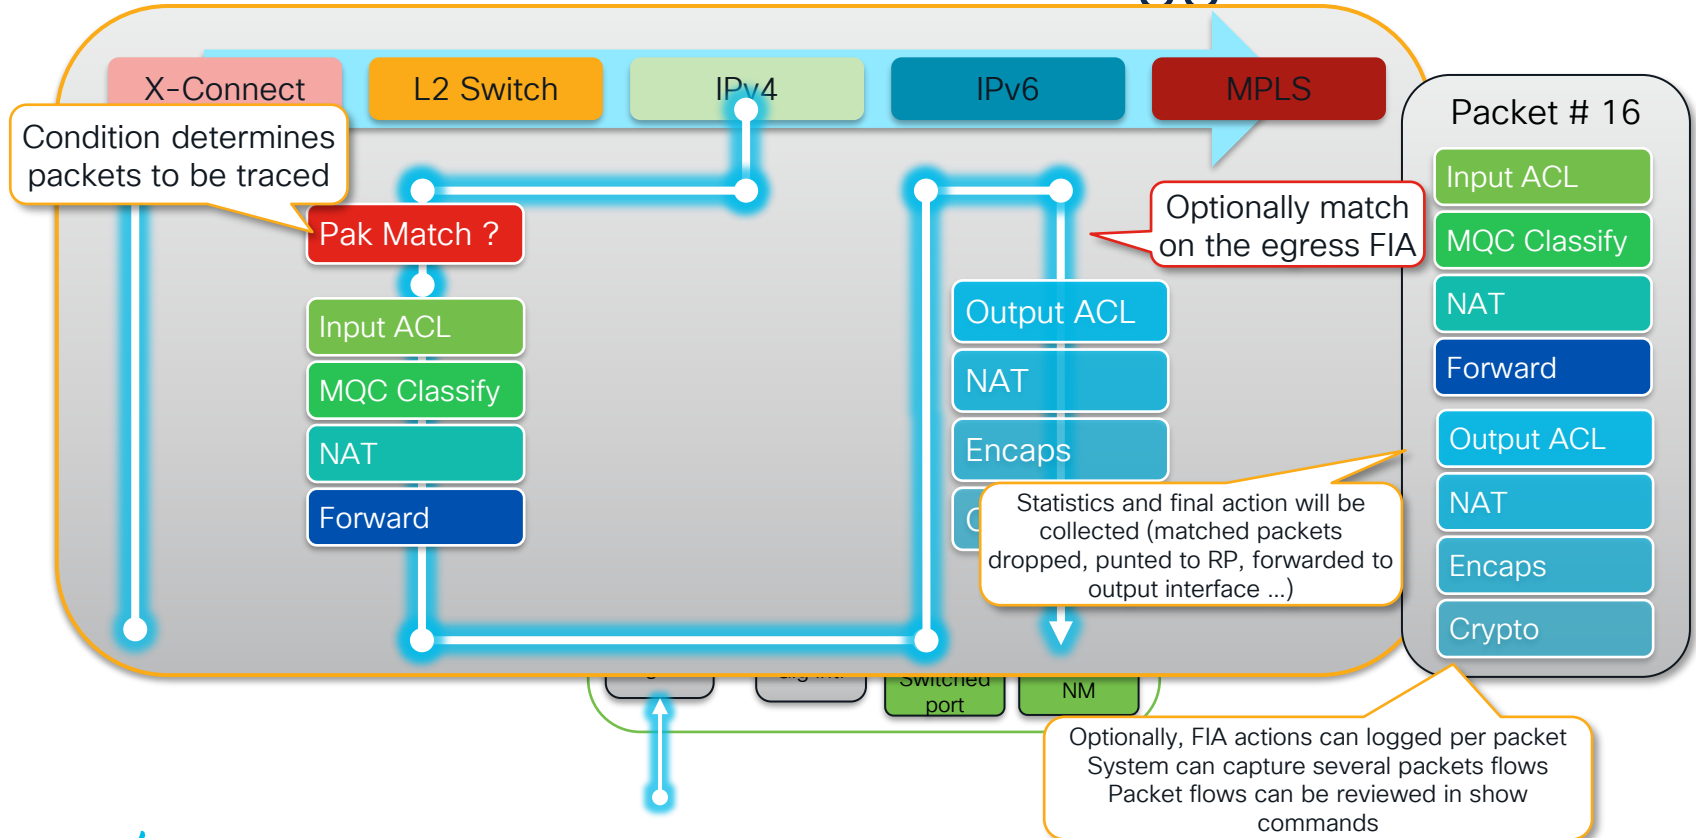 X-Connect
L2 Switch
IPv4
IPv6
MPLS
Condition determines
packets to be traced
Pak Match ?
Input ACL
MQC Classify
NAT
Forward
Optionally match
on the egress FIA
Output ACL
NAT
Encaps
Statistics and final action will be
collected (matched packets
dropped, punted to RP, forwarded to
output interface ...)
Packet # 16
Input ACL
MQC Classify
NAT
Forward
Output ACL
NAT
Encaps
Crypto
Switched
port
NM
Optionally, FIA actions can logged per packet
System can capture several packets flows
Packet flows can be reviewed in show
commands